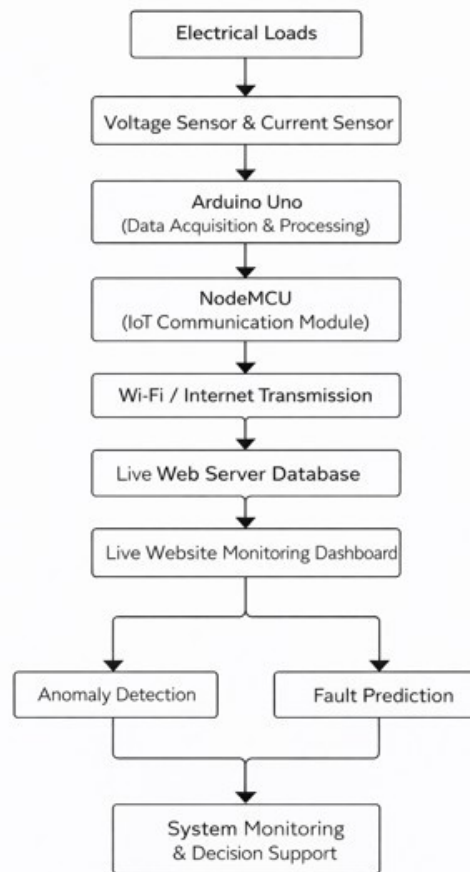 Electrical Loads
Voltage Sensor & Current Sensor
Arduino Uno
(Data Acquisition & Processing)
NodeMCU
(IoT Communication Module)
Wi-Fi / Internet Transmission
Live Web Server Database
Live Website Monitoring Dashboard
Anomaly Detection
Fault Prediction
System Monitoring
& Decision Support